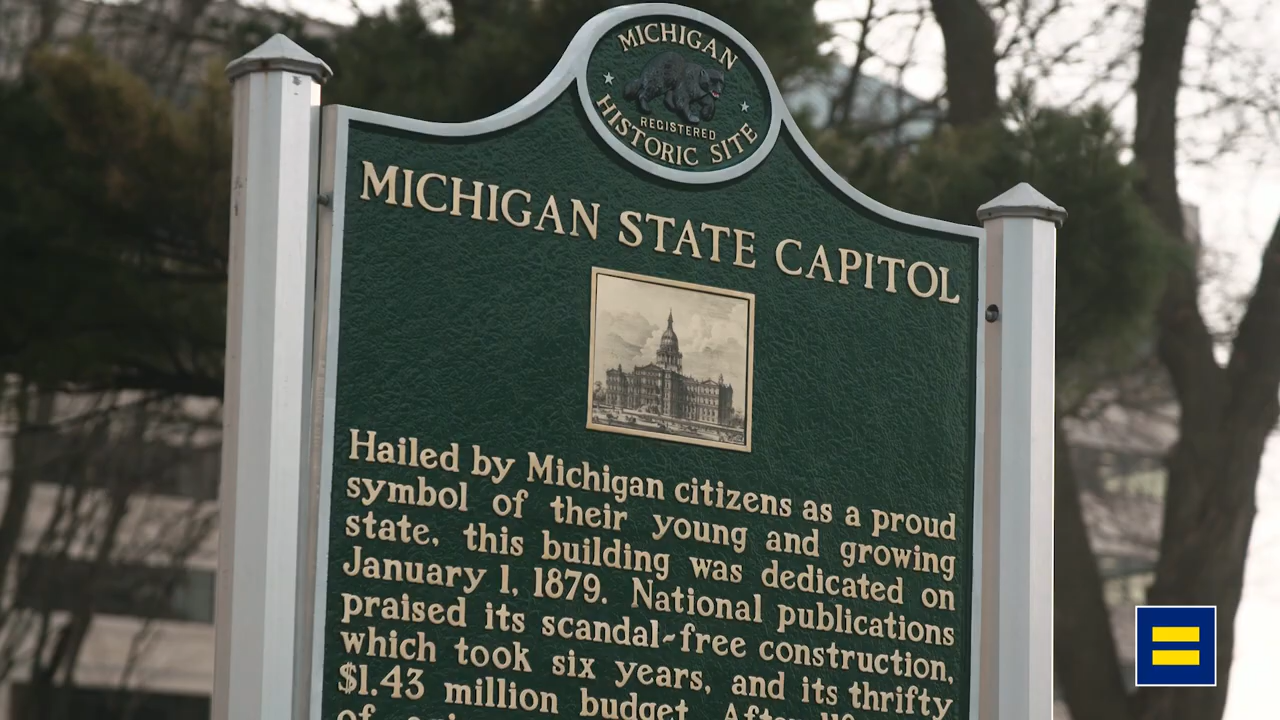 MICHIGAN
REGISTERED
HISTORIC SITE
MICHIGAN STATE CAPITOL
Hailed by Michigan citizens as a proud
symbol of their young and growing
state, this building was dedicated on
January 1, 1879. National publications
praised its scandal-free construction,
which took six years, and its thrifty
$1.43 million budget.